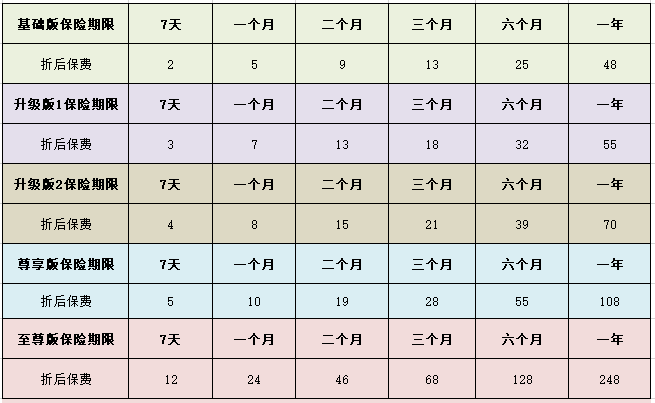 基础版保险期限 7天 一个月 二个月 三个月 六个月 一年
折后保费 2 5 9 13 25 48
升级版1保险期限 7天 一个月 二个月 三个月 六个月 一年
折后保费 3 7 13 18 32 55
升级版2保险期限 7天 一个月 二个月 三个月 六个月 一年
折后保费 4 8 15 21 39 70
尊享版保险期限 7天 一个月 二个月 三个月 六个月 一年
折后保费 5 10 19 28 55 108
至尊版保险期限 7天 一个月 二个月 三个月 六个月 一年
折后保费 12 24 46 68 128 248